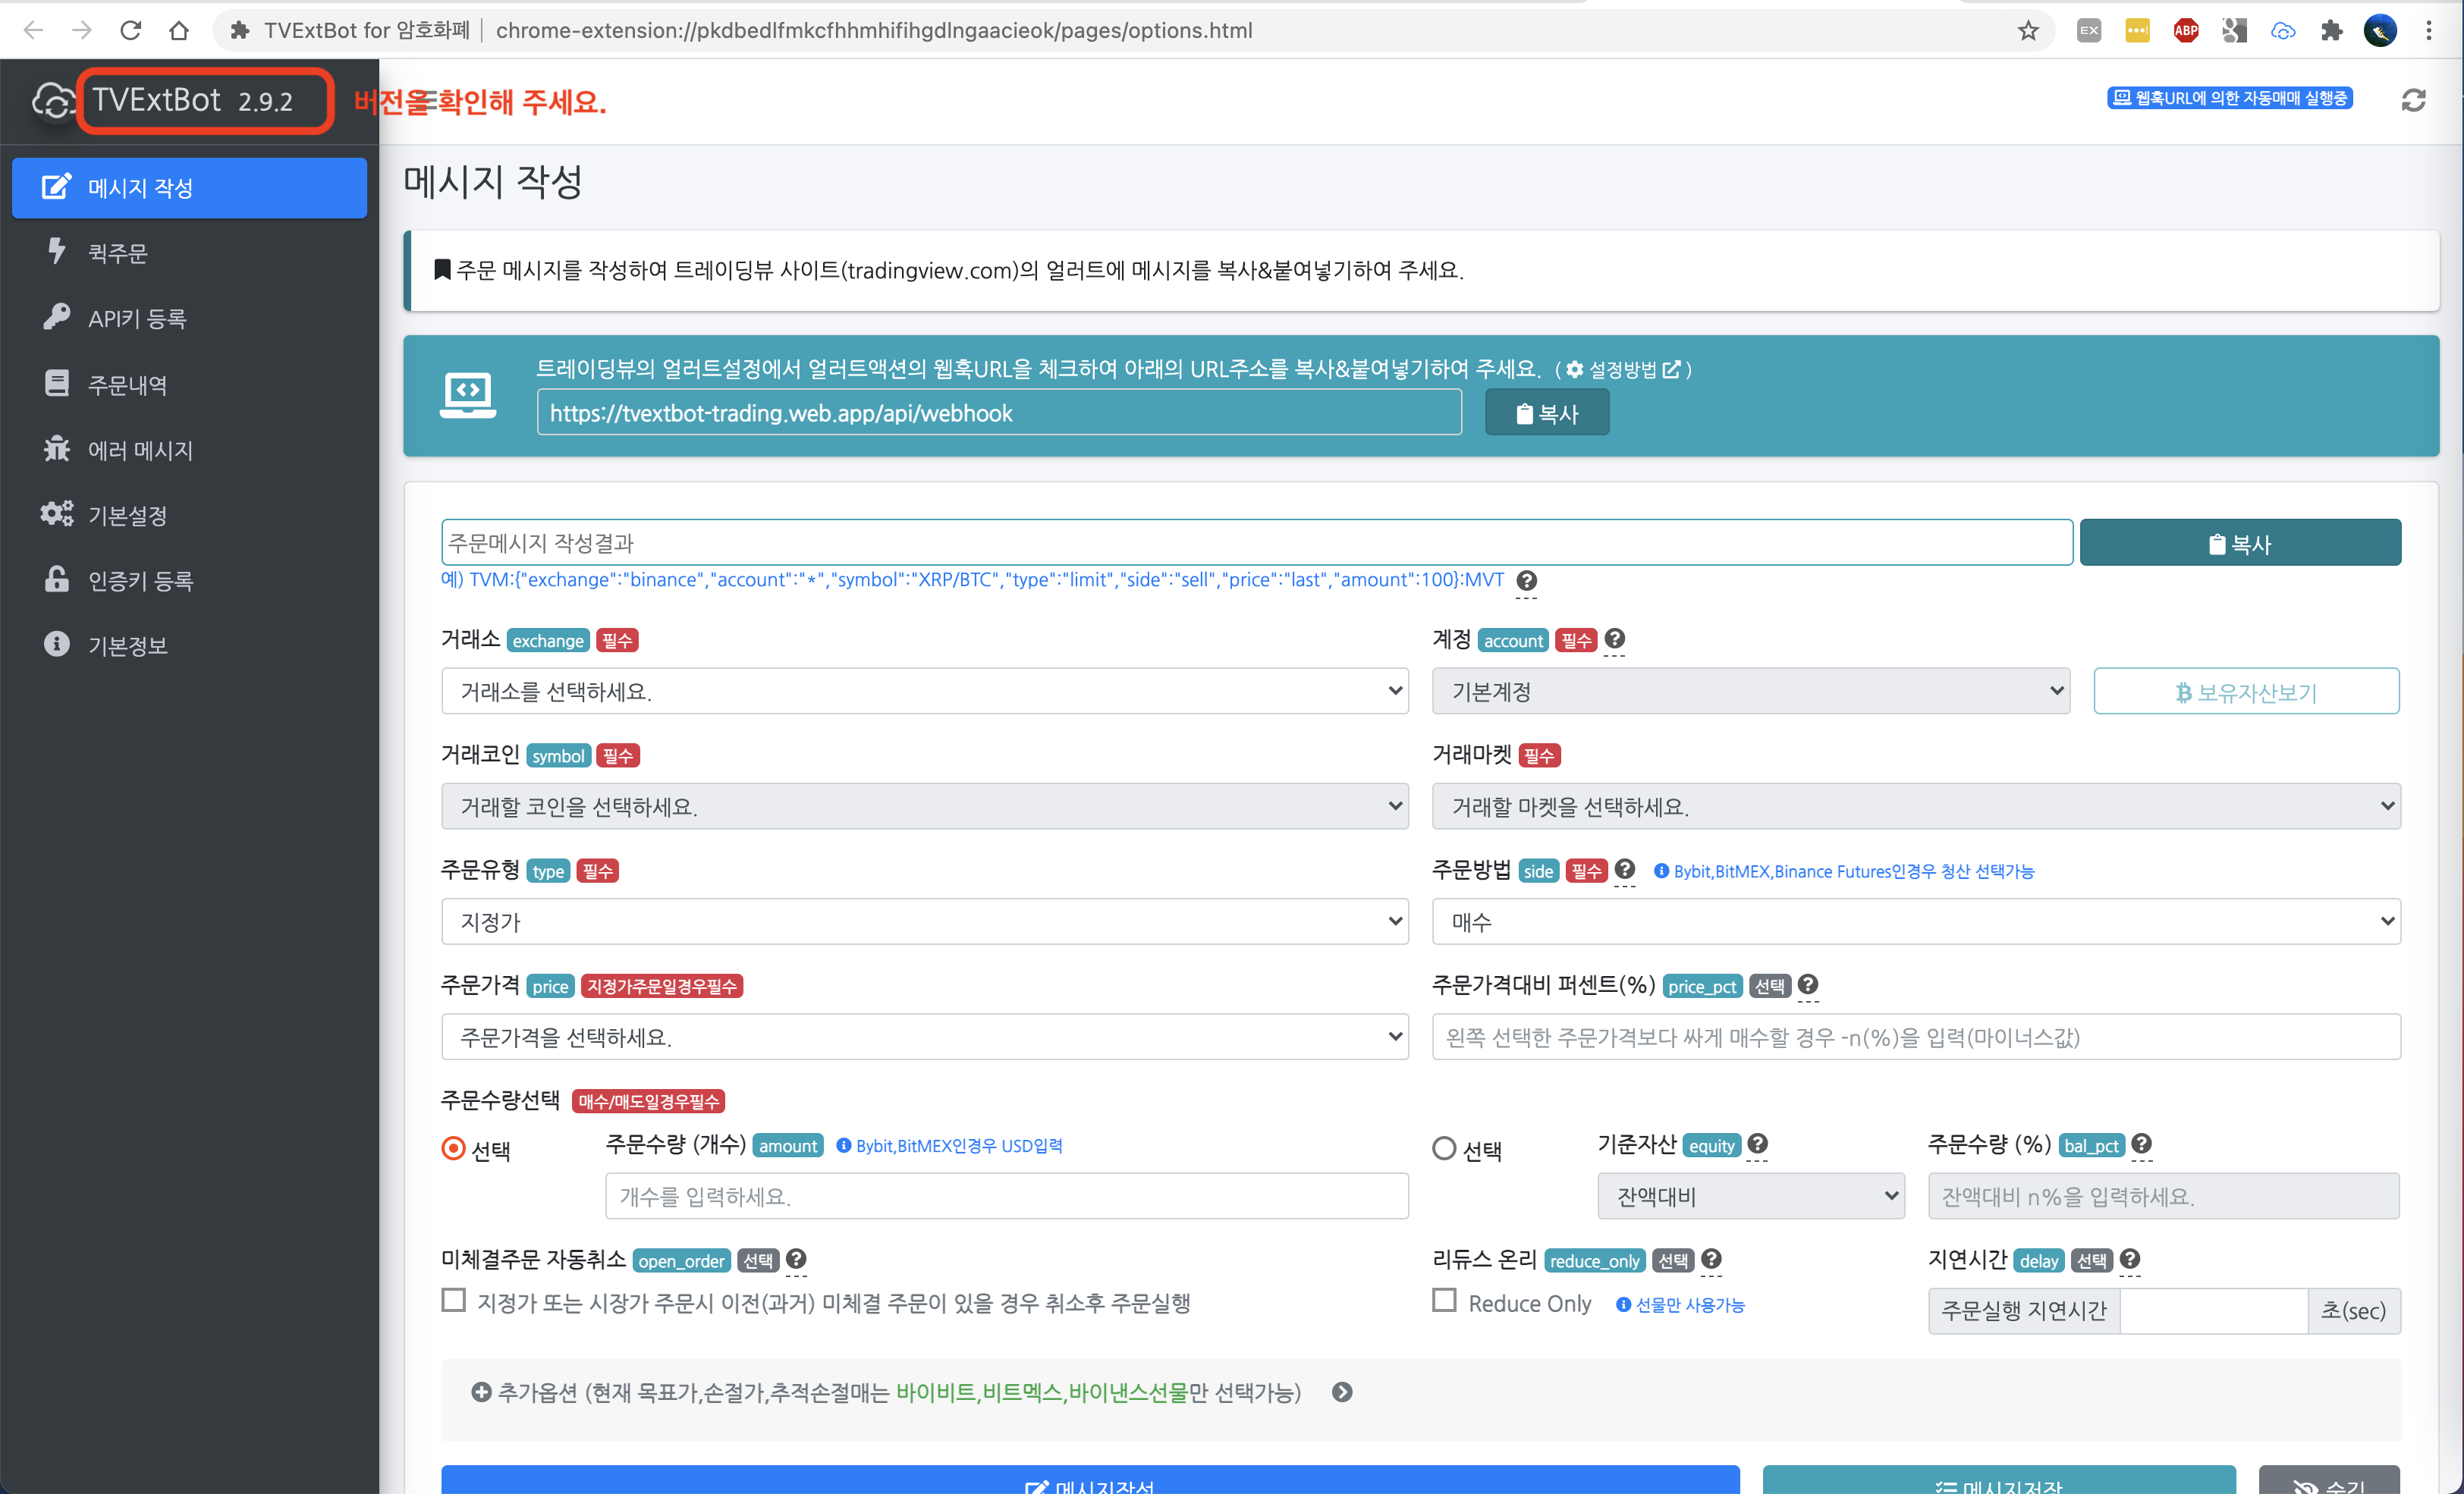 TVExtBot for 암호화폐 | chrome-extension://pkdbedlfmkcfhhmhifihgdlngaacieok/pages/options.html
EX
ABP
TVExtBot 2.9.2
버전을 확인해 주세요.
웹훅URL에 의한 자동매매 실행중
메시지 작성
퀵주문
API키 등록
주문내역
에러 메시지
기본설정
인증키 등록
기본정보
메시지 작성
주문 메시지를 작성하여 트레이딩뷰 사이트(tradingview.com)의 얼러트에 메시지를 복사&붙여넣기하여 주세요.
트레이딩뷰의 얼러트설정에서 얼러트액션의 웹훅URL을 체크하여 아래의 URL주소를 복사&붙여넣기하여 주세요. ( 설정방법 )
https://tvextbot-trading.web.app/api/webhook 복사
주문메시지 작성결과 복사
예) TVM:{"exchange":"binance","account":"*","symbol":"XRP/BTC","type":"limit","side":"sell","price":"last","amount":100}:MVT
거래소 exchange 필수 계정 account 필수
거래소를 선택하세요. 기본계정 보유자산보기
거래코인 symbol 필수 거래마켓 필수
거래할 코인을 선택하세요. 거래할 마켓을 선택하세요.
주문유형 type 필수 주문방법 side 필수 Bybit,BitMEX,Binance Futures인경우 청산 선택가능
지정가 매수
주문가격 price 지정가주문일경우필수 주문가격대비 퍼센트(%) price_pct 선택
주문가격을 선택하세요. 왼쪽 선택한 주문가격보다 싸게 매수할 경우 -n(%)을 입력(마이너스값)
주문수량선택 매수/매도일경우필수
선택 주문수량 (개수) amount Bybit,BitMEX인경우 USD입력 선택 기준자산 equity 주문수량 (%) bal_pct
개수를 입력하세요. 잔액대비 잔액대비 n%을 입력하세요.
미체결주문 자동취소 open_order 선택 리듀스 온리 reduce_only 선택 지연시간 delay 선택
지정가 또는 시장가 주문시 이전(과거) 미체결 주문이 있을 경우 취소후 주문실행 Reduce Only 선물만 사용가능 주문실행 지연시간 초(sec)
추가옵션 (현재 목표가,손절가,추적손절매는 바이비트,비트멕스,바이낸스선물만 선택가능)
메시지작성 메시지저장 숨김